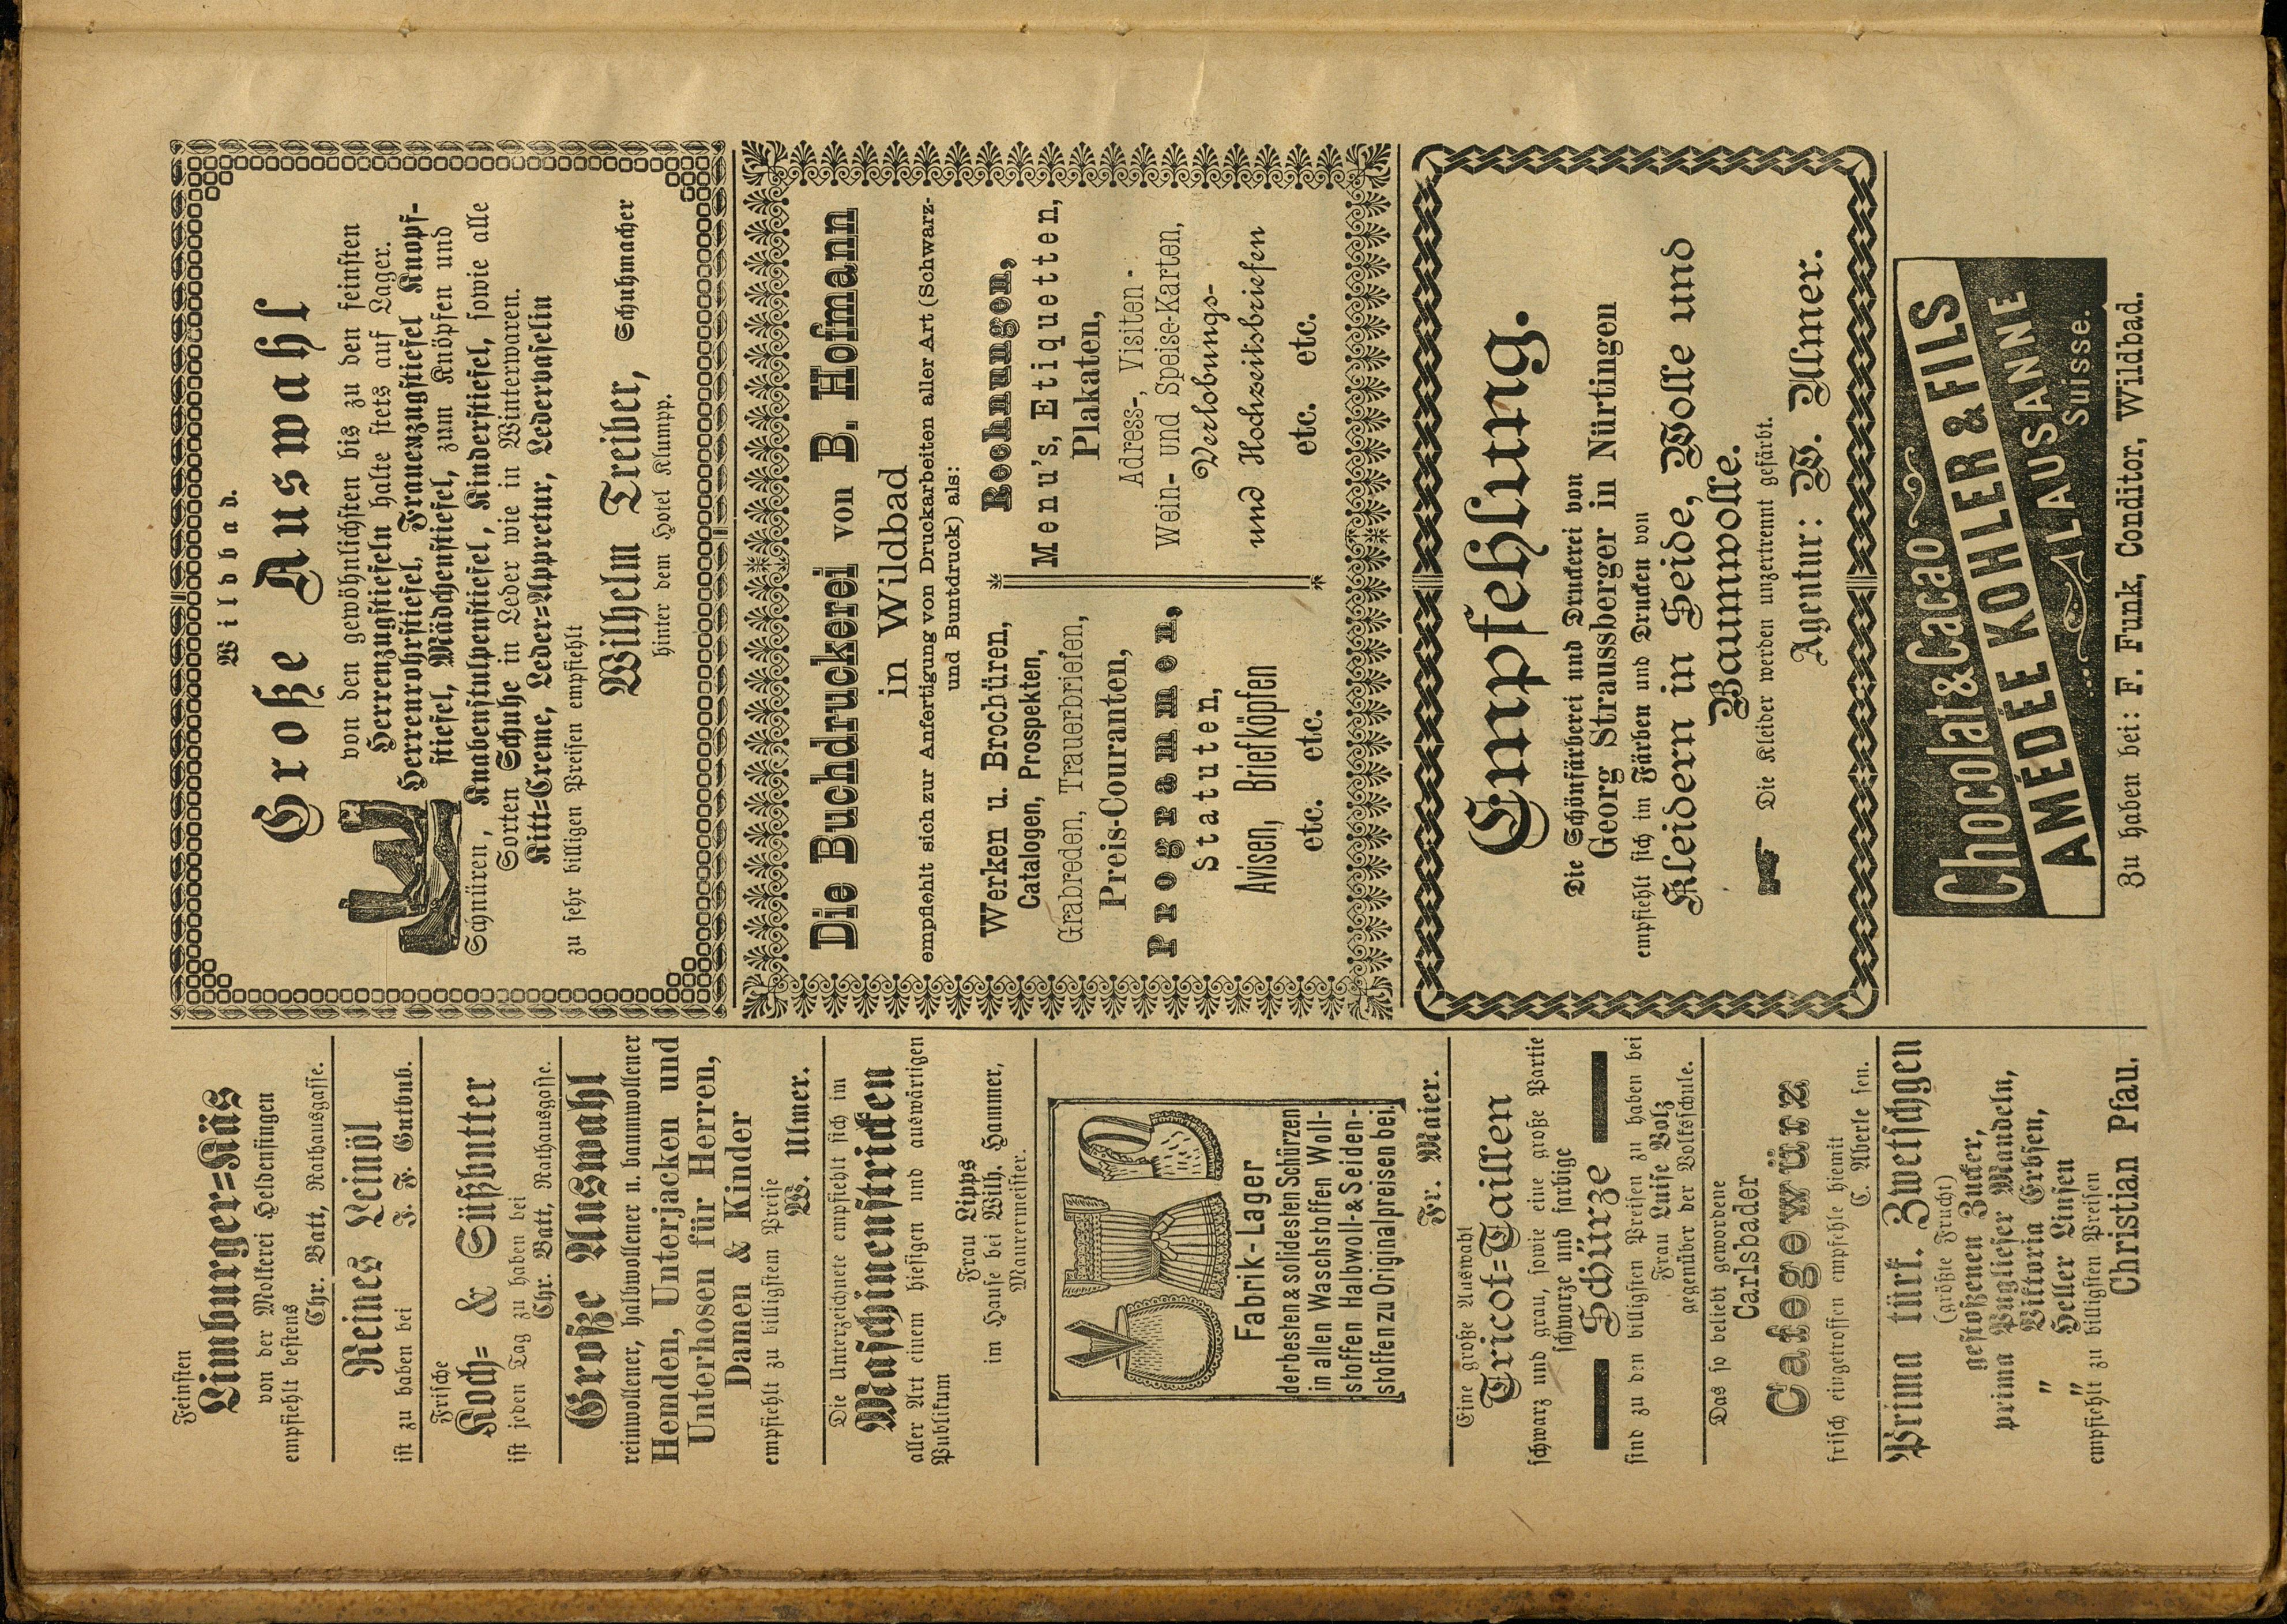 Feinsten
Limburger-Käs
von der Molkerei Heldenfingen
empfiehlt bestens
Chr. Batt, Rathausgasse.
Reines Leinöl
ist zu haben bei J. F. Gutbub.
Frische
Koch- & Süßbutter
ist jeden Tag zu haben bei
Chr. Batt, Rathausgasse.
Große Auswahl
reinwollener, halbwollener u. baumwollener
Hemden, Unterjacken und
Unterhosen für Herren,
Damen & Kinder
empfiehlt zu billigstem Preise
W. Ulmer.
Die Unterzeichnete empfiehlt sich im
Maschinenstricken
aller Art einem hiesigen und auswärtigen
Publikum
Frau Lipps
im Hause bei Wilh. Hammer,
Maurermeister.
Fabrik-Lager
der besten & solidesten Schürzen
in allen Waschstoffen Woll-
stoffen Halbwoll- & Seiden-
stoffen zu Originalpreisen bei
Fr. Maier.
Eine große Auswahl
Tricot-Taillen
schwarz und grau, sowie eine große Partie
schwarze und farbige
Schürze
sind zu den billigsten Preisen zu haben bei
Frau Luise Volz
gegenüber der Volksschule.
Das so beliebt gewordene
Carlsbader
Cafegewürz
frisch eingetroffen empfehle hiemit
C. Aberle sen.
Prima türk. Zwetschgen
(größte Frucht)
gestoßenen Zucker,
prima Puglieser Mandeln,
" Viktoria Erbsen,
" Heller Linsen
empfiehlt zu billigsten Preisen
Christian Pfau.
Wildbad.
Große Auswahl
von den gewöhnlichsten bis zu den feinsten
Herrenzugstiefeln halte stets auf Lager.
Herrenrohrstiefel, Frauenzugstiefel Knopf-
stiefel, Mädchenstiefel, zum Knöpfen und
Schnüren, Knabenstulpenstiefel, Kinderstiefel, sowie alle
Sorten Schuhe in Leder wie in Winterwaren.
Kitt-Creme, Leder-Appretur, Ledervaselin
zu sehr billigen Preisen empfiehlt
Wilhelm Treiber, Schuhmacher
hinter dem Hotel Klumpp.
Die Buchdruckerei von B. Hofmann
in Wildbad
empfiehlt sich zur Anfertigung von Druckarbeiten aller Art (Schwarz-
und Buntdruck) als:
Werken u. Brochüren,
Catalogen, Prospekten,
Grabreden, Trauerbriefen,
Preis-Couranten,
Programmen,
Statuten,
Avisen, Briefköpfen
etc. etc.
Rechnungen,
Menu's, Etiquetten,
Plakaten,
Adress-, Visiten-
Wein- und Speise-Karten,
Verlobungs-
und Hochzeitsbriefen
etc. etc.
Empfehlung.
Die Schönfärberei und Druckerei von
Georg Straussberger in Nürtingen
empfiehlt sich im Färben und Drucken von
Kleidern in Seide, Wolle und
Baumwolle.
Die Kleider werden unzertrennt gefärbt.
Agentur: W. Ulmer.
Chocolat & Cacao
AMÉDÉE KOHLER & FILS
LAUSANNE
Suisse.
Zu haben bei: F. Funk, Conditor, Wildbad.